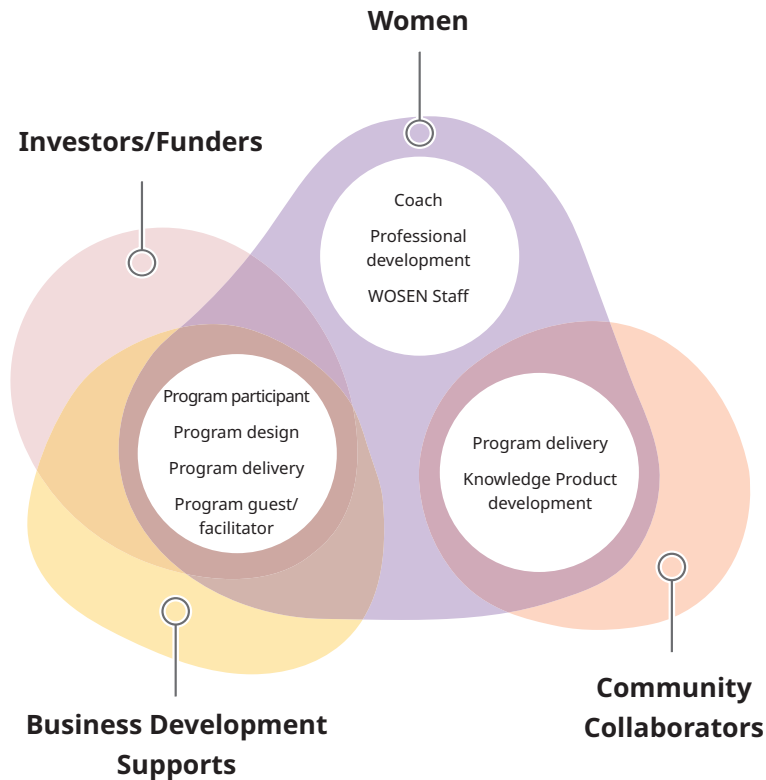 Women
Investors/Funders
Coach
Professional
development
WOSEN Staff
Program participant
Program design
Program delivery
Program guest/
facilitator
Program delivery
Knowledge Product
development
Business Development
Supports
Community
Collaborators